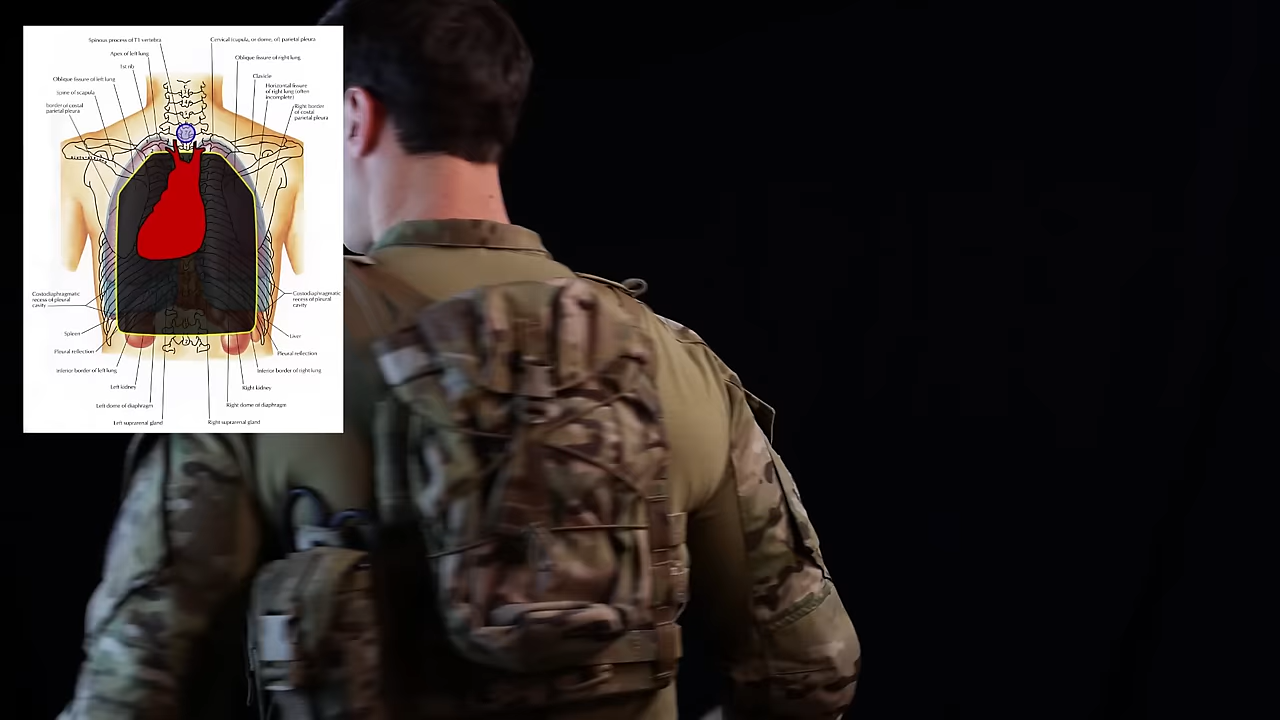 Spinous process of T1 vertebra
Cervical (cupula, or dome, of) parietal pleura
Apex of left lung
Oblique fissure of right lung
1st rib
Clavicle
Oblique fissure of left lung
Horizontal fissure
of right lung (often
incomplete)
Spine of scapula
Right border
of costal
parietal pleura
border of costal
parietal pleura
T1
Costodiaphragmatic
recess of pleural
cavity
Costodiaphragmatic
recess of pleural
cavity
Spleen
Liver
Pleural reflection
Pleural reflection
Inferior border of left lung
Inferior border of right lung
Left kidney
Right kidney
Left dome of diaphragm
Right dome of diaphragm
Left suprarenal gland
Right suprarenal gland